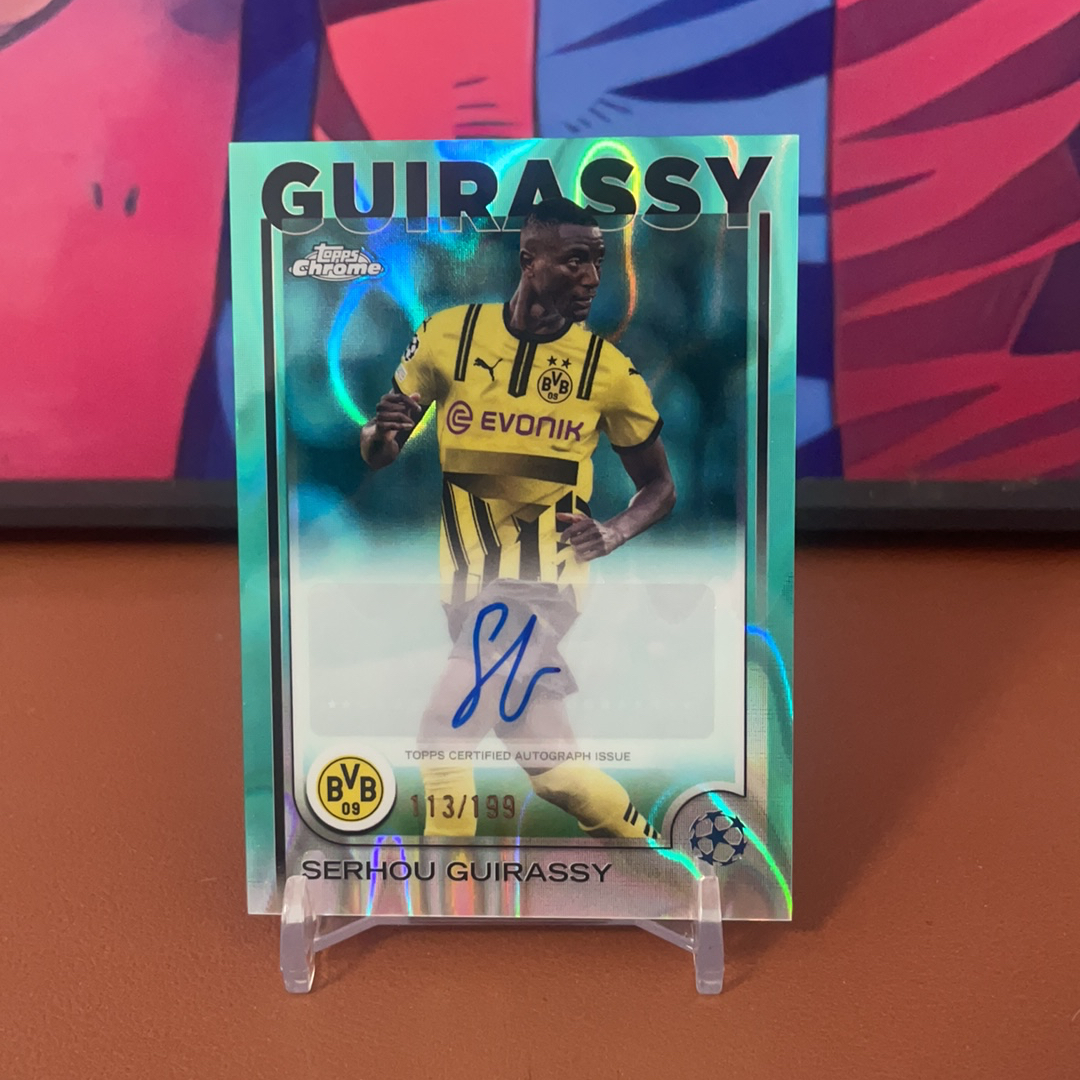 GUIRASSY
Topps
Chrome
BVB
09
EVONIK
TOPPS CERTIFIED AUTOGRAPH ISSUE
BVB
09
113/199
SERHOU GUIRASSY